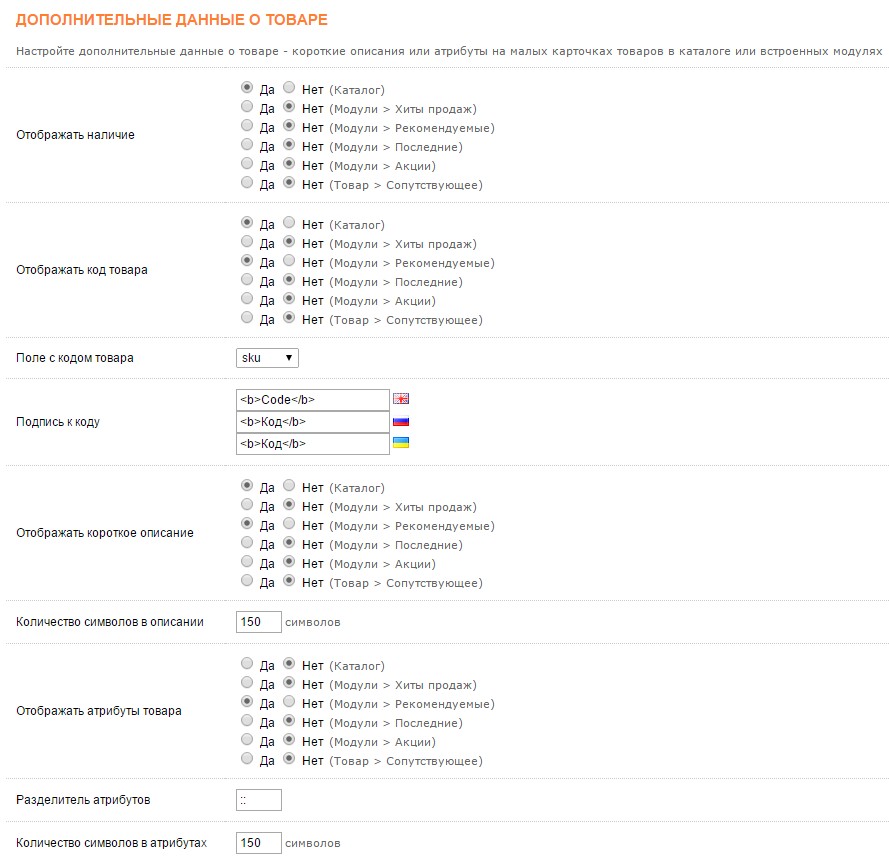 ДОПОЛНИТЕЛЬНЫЕ ДАННЫЕ О ТОВАРЕ
Настройте дополнительные данные о товаре - короткие описания или атрибуты на малых карточках товаров в каталоге или встроенных модулях
Отображать наличие
Да Нет (Каталог)
Да Нет (Модули > Хиты продаж)
Да Нет (Модули > Рекомендуемые)
Да Нет (Модули > Последние)
Да Нет (Модули > Акции)
Да Нет (Товар > Сопутствующее)
Отображать код товара
Да Нет (Каталог)
Да Нет (Модули > Хиты продаж)
Да Нет (Модули > Рекомендуемые)
Да Нет (Модули > Последние)
Да Нет (Модули > Акции)
Да Нет (Товар > Сопутствующее)
Поле с кодом товара sku
Подпись к коду
<b>Code</b>
<b>Код</b>
<b>Код</b>
Отображать короткое описание
Да Нет (Каталог)
Да Нет (Модули > Хиты продаж)
Да Нет (Модули > Рекомендуемые)
Да Нет (Модули > Последние)
Да Нет (Модули > Акции)
Да Нет (Товар > Сопутствующее)
Количество символов в описании 150 символов
Отображать атрибуты товара
Да Нет (Каталог)
Да Нет (Модули > Хиты продаж)
Да Нет (Модули > Рекомендуемые)
Да Нет (Модули > Последние)
Да Нет (Модули > Акции)
Да Нет (Товар > Сопутствующее)
Разделитель атрибутов ::
Количество символов в атрибутах 150 символов